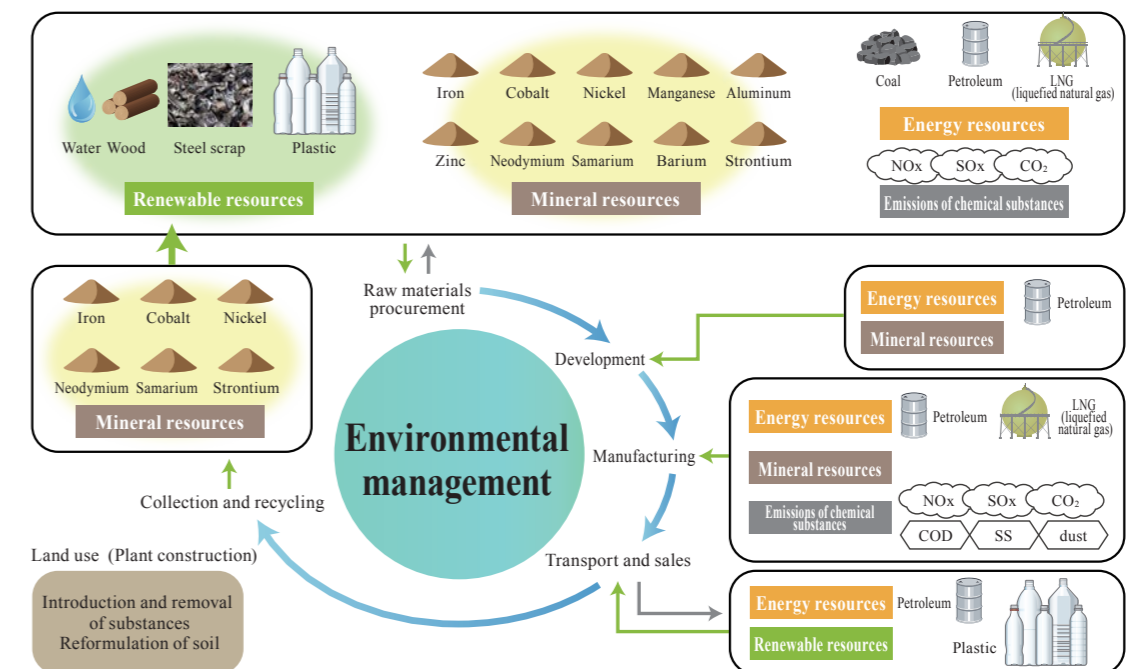 Coal
Petroleum
LNG
(liquefied natural gas)
Iron
Cobalt
Nickel
Manganese
Aluminum
Water
Wood
Steel scrap
Plastic
Zinc
Neodymium
Samarium
Barium
Strontium
Energy resources
NOx
SOx
CO₂
Renewable resources
Mineral resources
Emissions of chemical substances
Raw materials
procurement
Iron
Cobalt
Nickel
Neodymium
Samarium
Strontium
Mineral resources
Energy resources
Petroleum
Mineral resources
Development
Environmental
management
Energy resources
Petroleum
LNG
(liquefied
natural gas)
Manufacturing
Mineral resources
Emissions of chemical
substances
NOx
SOx
CO₂
COD
SS
dust
Collection and recycling
Transport and sales
Land use (Plant construction)
Introduction and removal
of substances
Reformulation of soil
Energy resources
Petroleum
Renewable resources
Plastic